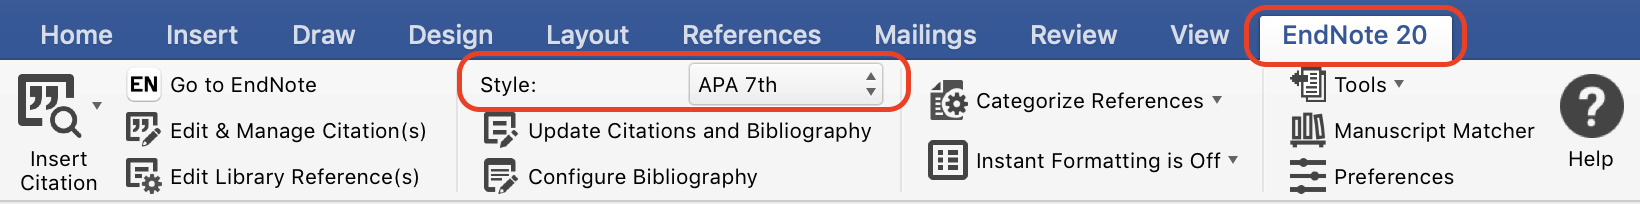 Home Insert Draw Design Layout References Mailings Review View EndNote 20
EN Go to EndNote
Edit & Manage Citation(s)
Edit Library Reference(s)
Insert
Citation
Style: APA 7th
Update Citations and Bibliography
Configure Bibliography
Categorize References
Instant Formatting is Off
Tools
Manuscript Matcher
Preferences
?
Help